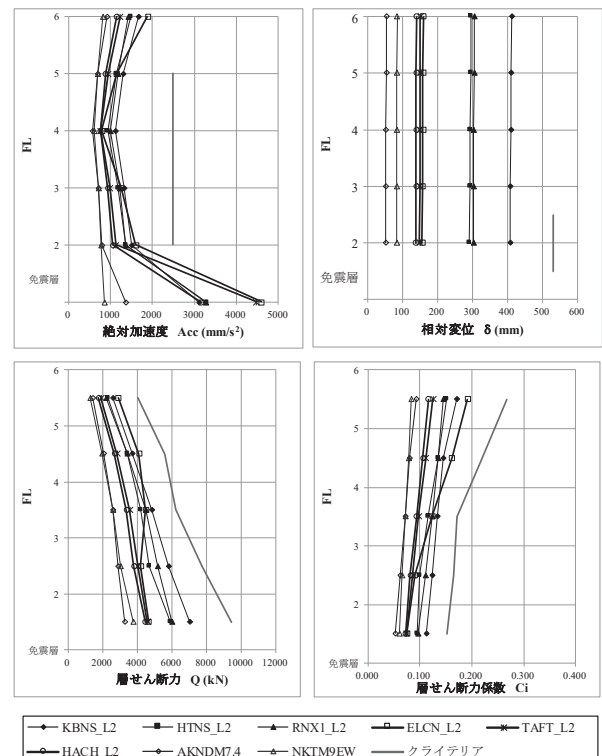 6
5
4
3
2
FL
免震層
0 1000 2000 3000 4000 5000
絶対加速度 Acc (mm/s²)
6
5
4
3
2
FL
免震層
0 100 200 300 400 500 600
相対変位 δ (mm)
6
5
4
3
2
FL
免震層
0 2000 4000 6000 8000 10000 12000
層せん断力 Q (kN)
6
5
4
3
2
FL
免震層
0.000 0.100 0.200 0.300 0.400
層せん断力係数 Ci
KBNS_L2 HTNS_L2 RNX1_L2 ELCN_L2 TAFT_L2
HACH_L2 AKNDM7.4 NKTM9EW クライテリア